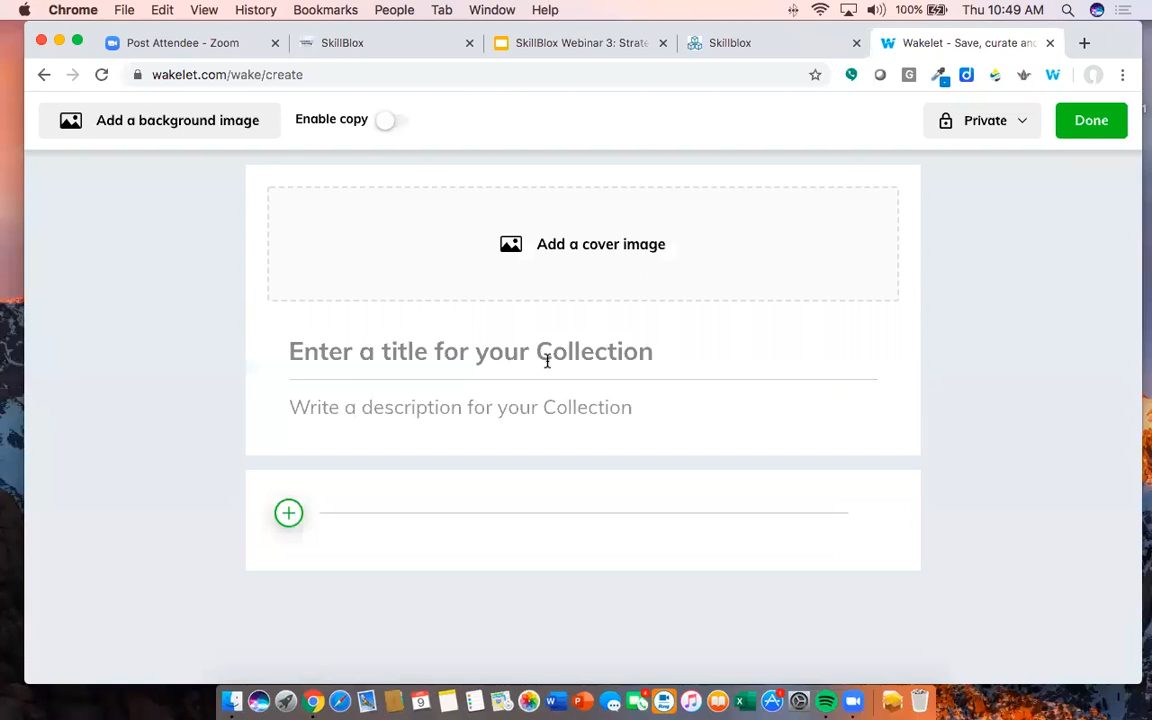 Chrome File Edit View History Bookmarks People Tab Window Help 100% Thu 10:49 AM
Post Attendee - Zoom SkillBlox SkillBlox Webinar 3: Strate Skillblox Wakelet - Save, curate and
wakelet.com/wake/create
Add a background image Enable copy Private Done
Add a cover image
Enter a title for your Collection
Write a description for your Collection